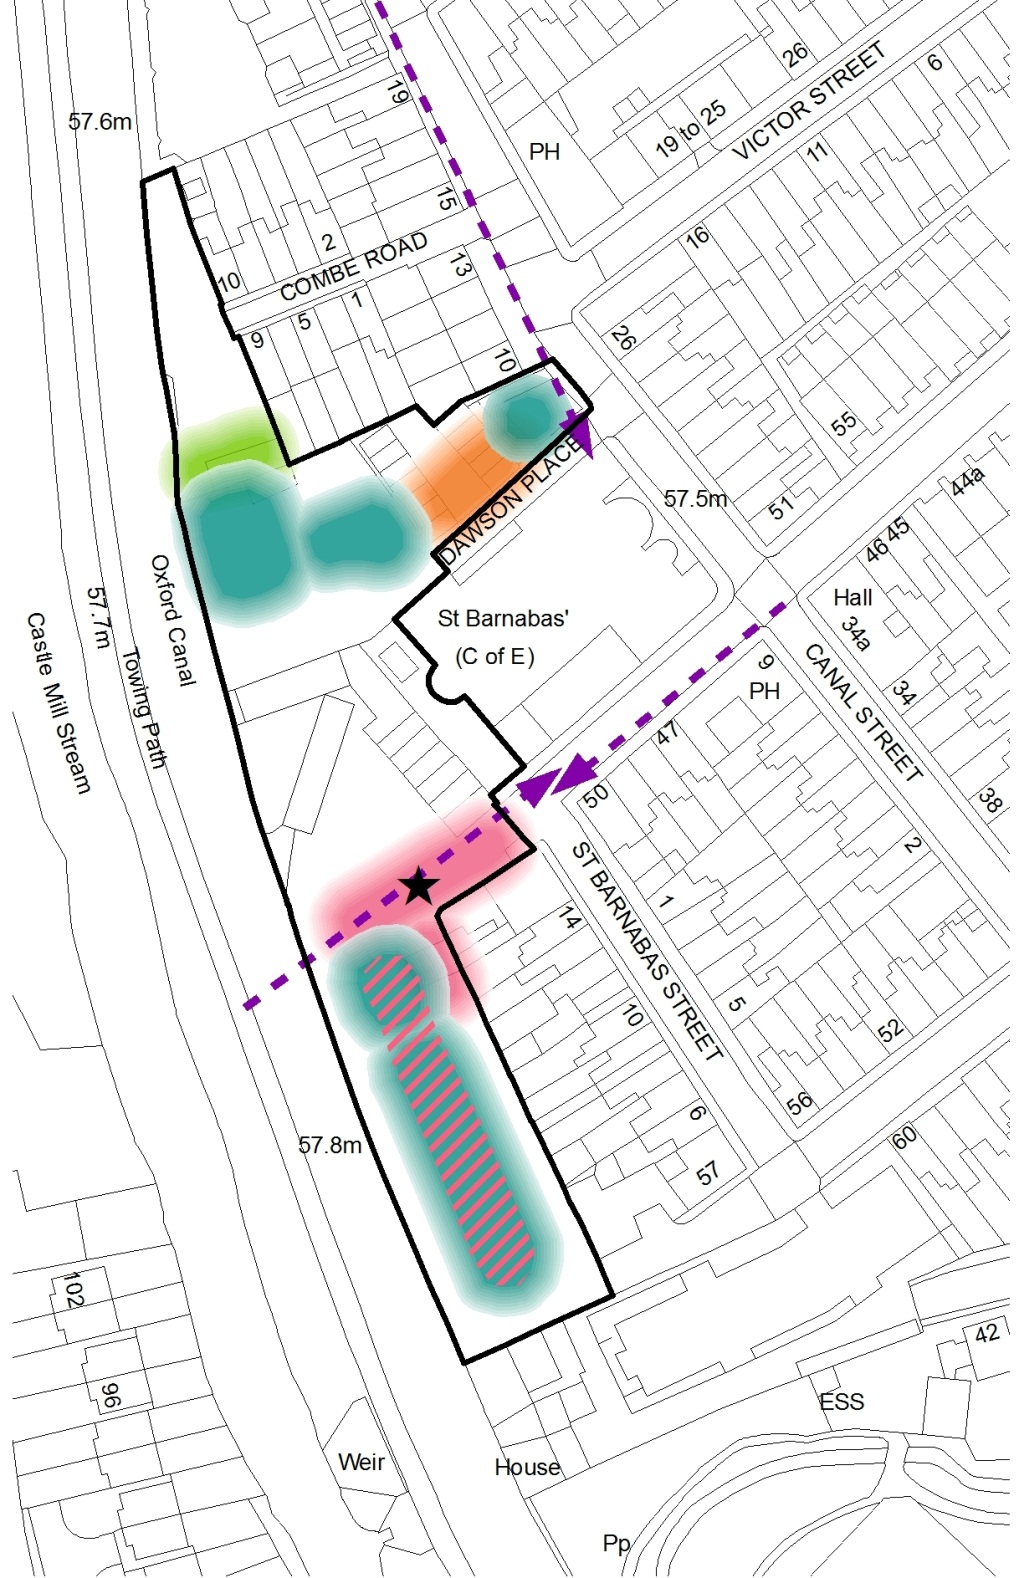 57.6m
19
PH
26
6
VICTOR STREET
19 to 25
11
15
16
2
COMBE ROAD
13
10
1
5
9
10
26
55
DAWSON PLACE
57.5m
51
44a
45
46
Oxford Canal
57.7m
Towing Path
Castle Mill Stream
St Barnabas'
(C of E)
Hall
34a
34
CANAL STREET
9
PH
47
50
38
2
ST BARNABAS STREET
1
14
10
5
52
56
6
57
60
57.8m
102
96
42
ESS
Weir
House
Pp